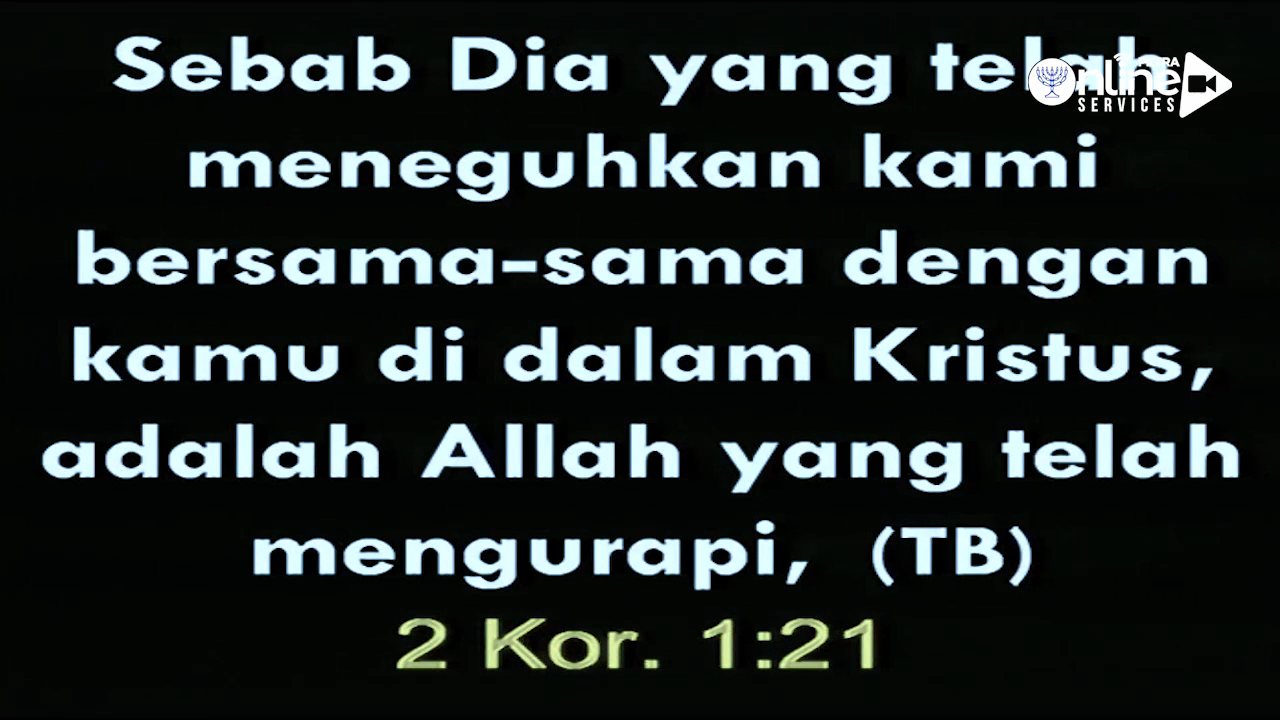 Sebab Dia yang telah
meneguhkan kami
bersama-sama dengan
kamu di dalam Kristus,
adalah Allah yang telah
mengurapi, (TB)
2 Kor. 1:21
Online
SERVICES